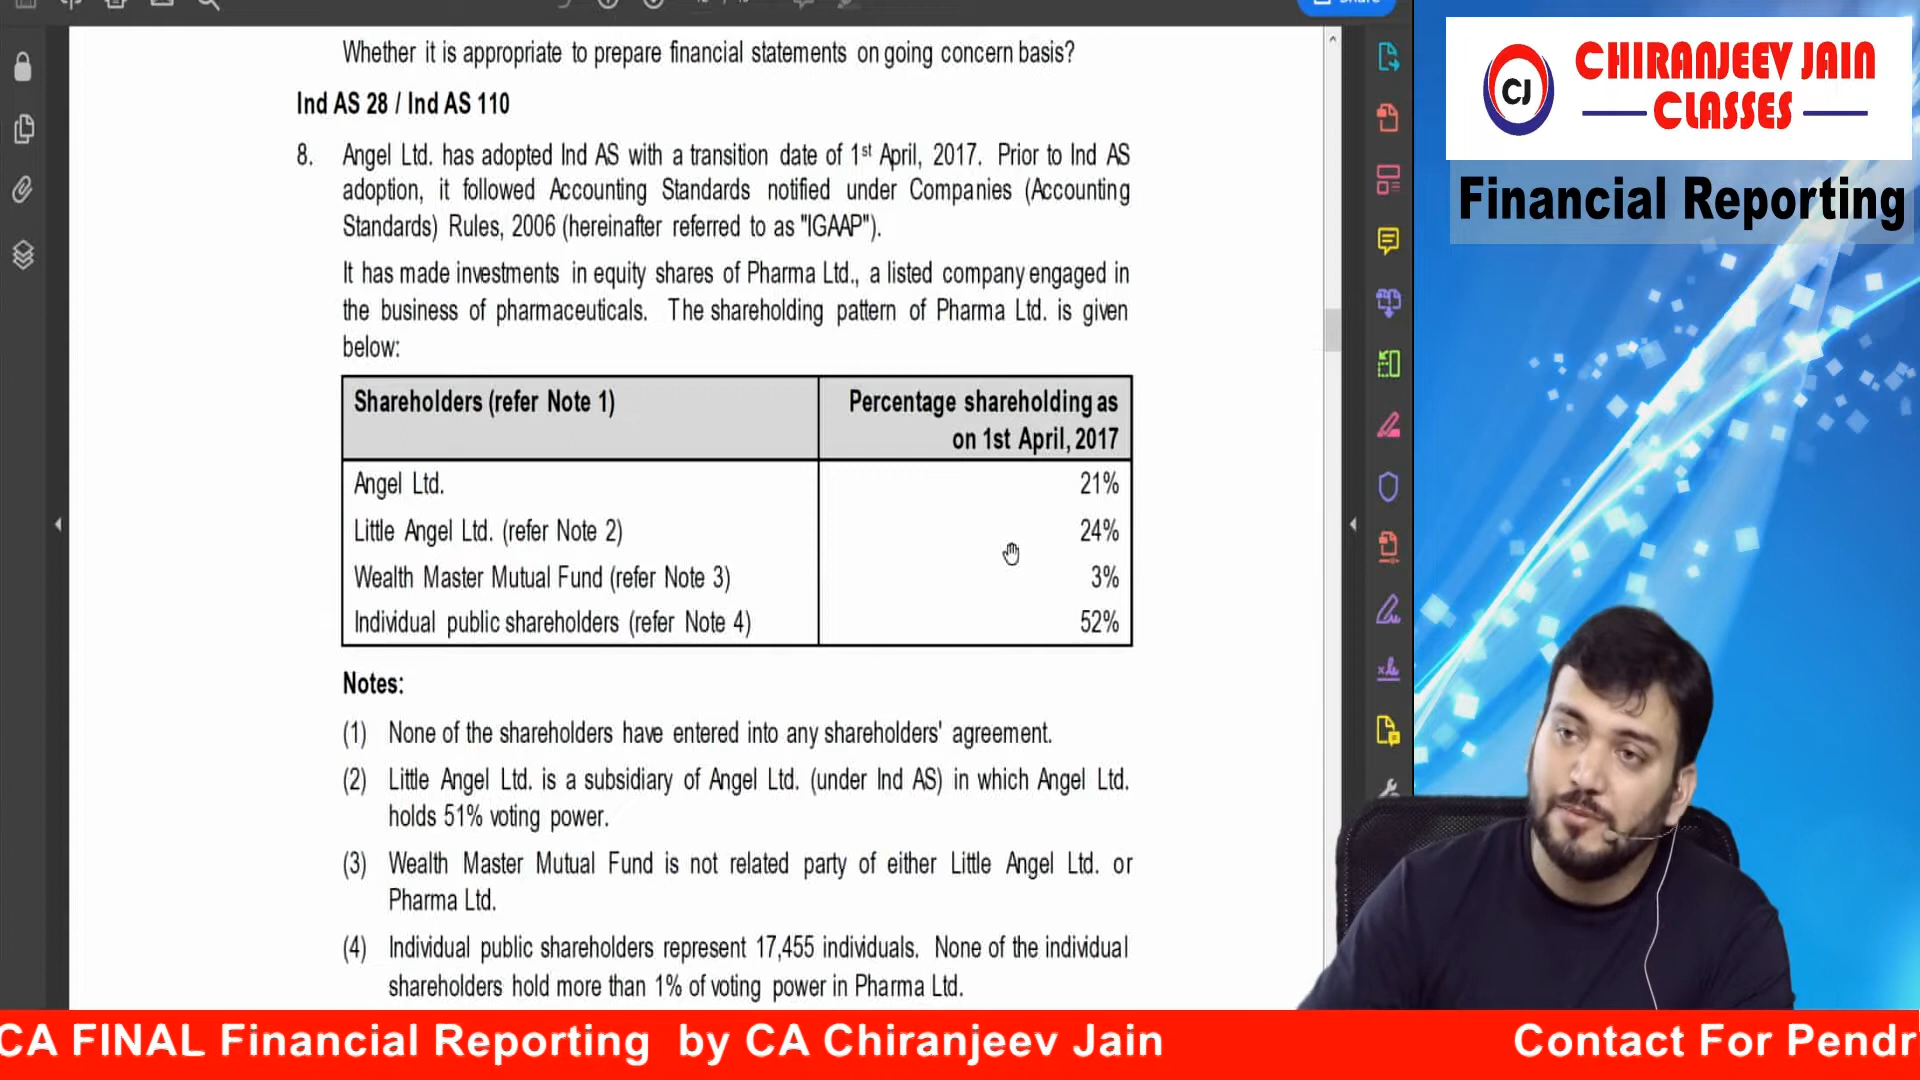 Whether it is appropriate to prepare financial statements on going concern basis?
Ind AS 28 / Ind AS 110
8. Angel Ltd. has adopted Ind AS with a transition date of 1st April, 2017. Prior to Ind AS
adoption, it followed Accounting Standards notified under Companies (Accounting
Standards) Rules, 2006 (hereinafter referred to as "IGAAP").
It has made investments in equity shares of Pharma Ltd., a listed company engaged in
the business of pharmaceuticals. The shareholding pattern of Pharma Ltd. is given
below:
Shareholders (refer Note 1) Percentage shareholding as
on 1st April, 2017
Angel Ltd. 21%
Little Angel Ltd. (refer Note 2) 24%
Wealth Master Mutual Fund (refer Note 3) 3%
Individual public shareholders (refer Note 4) 52%
Notes:
(1) None of the shareholders have entered into any shareholders' agreement.
(2) Little Angel Ltd. is a subsidiary of Angel Ltd. (under Ind AS) in which Angel Ltd.
holds 51% voting power.
(3) Wealth Master Mutual Fund is not related party of either Little Angel Ltd. or
Pharma Ltd.
(4) Individual public shareholders represent 17,455 individuals. None of the individual
shareholders hold more than 1% of voting power in Pharma Ltd.
CJ
CHIRANJEEV JAIN
CLASSES
Financial Reporting
CA FINAL Financial Reporting by CA Chiranjeev Jain
Contact For Pendr